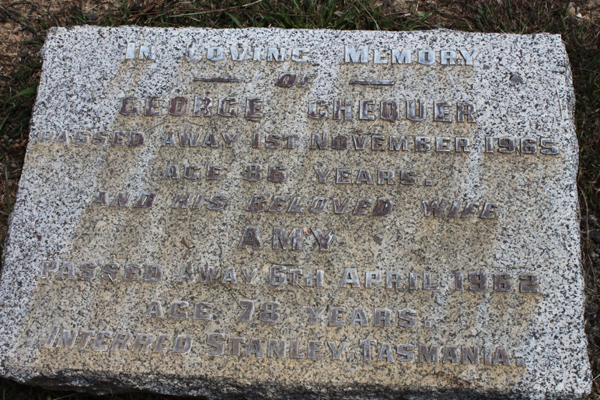 IN LOVING MEMORY
— OF —
GEORGE CHEQUER
PASSED AWAY 1ST NOVEMBER 1965
AGE 86 YEARS.
AND HIS BELOVED WIFE
AMY
PASSED AWAY 6TH APRIL 1962
AGE 78 YEARS.
INTERRED STANLEY TASMANIA.